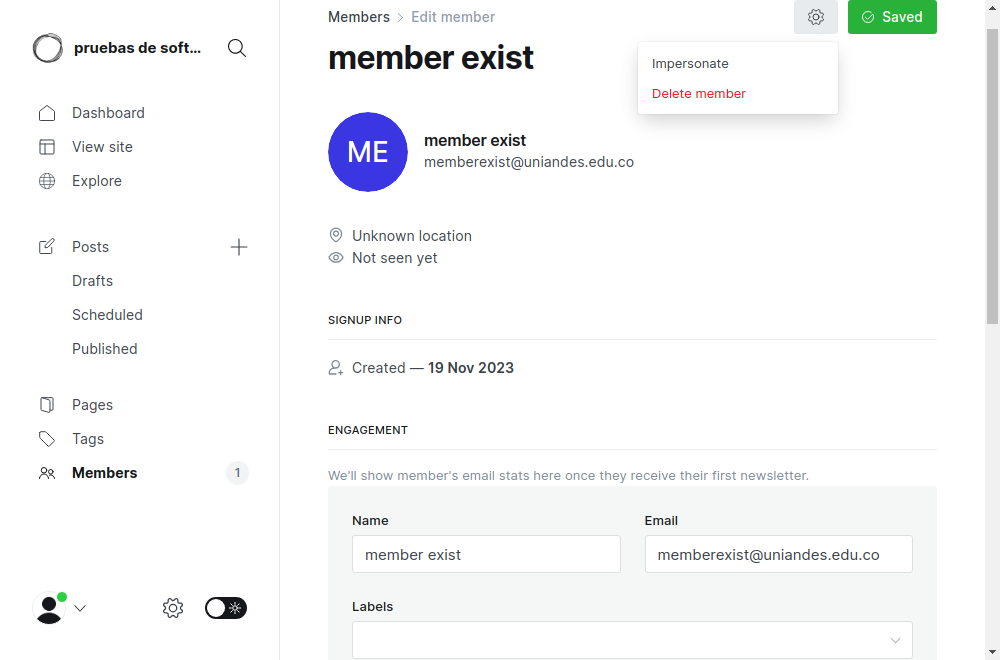 pruebas de soft...
Dashboard
View site
Explore
Posts
Drafts
Scheduled
Published
Pages
Tags
Members 1
Members > Edit member
Saved
member exist
Impersonate
Delete member
ME
member exist
memberexist@uniandes.edu.co
Unknown location
Not seen yet
SIGNUP INFO
Created — 19 Nov 2023
ENGAGEMENT
We'll show member's email stats here once they receive their first newsletter.
Name
member exist
Email
memberexist@uniandes.edu.co
Labels